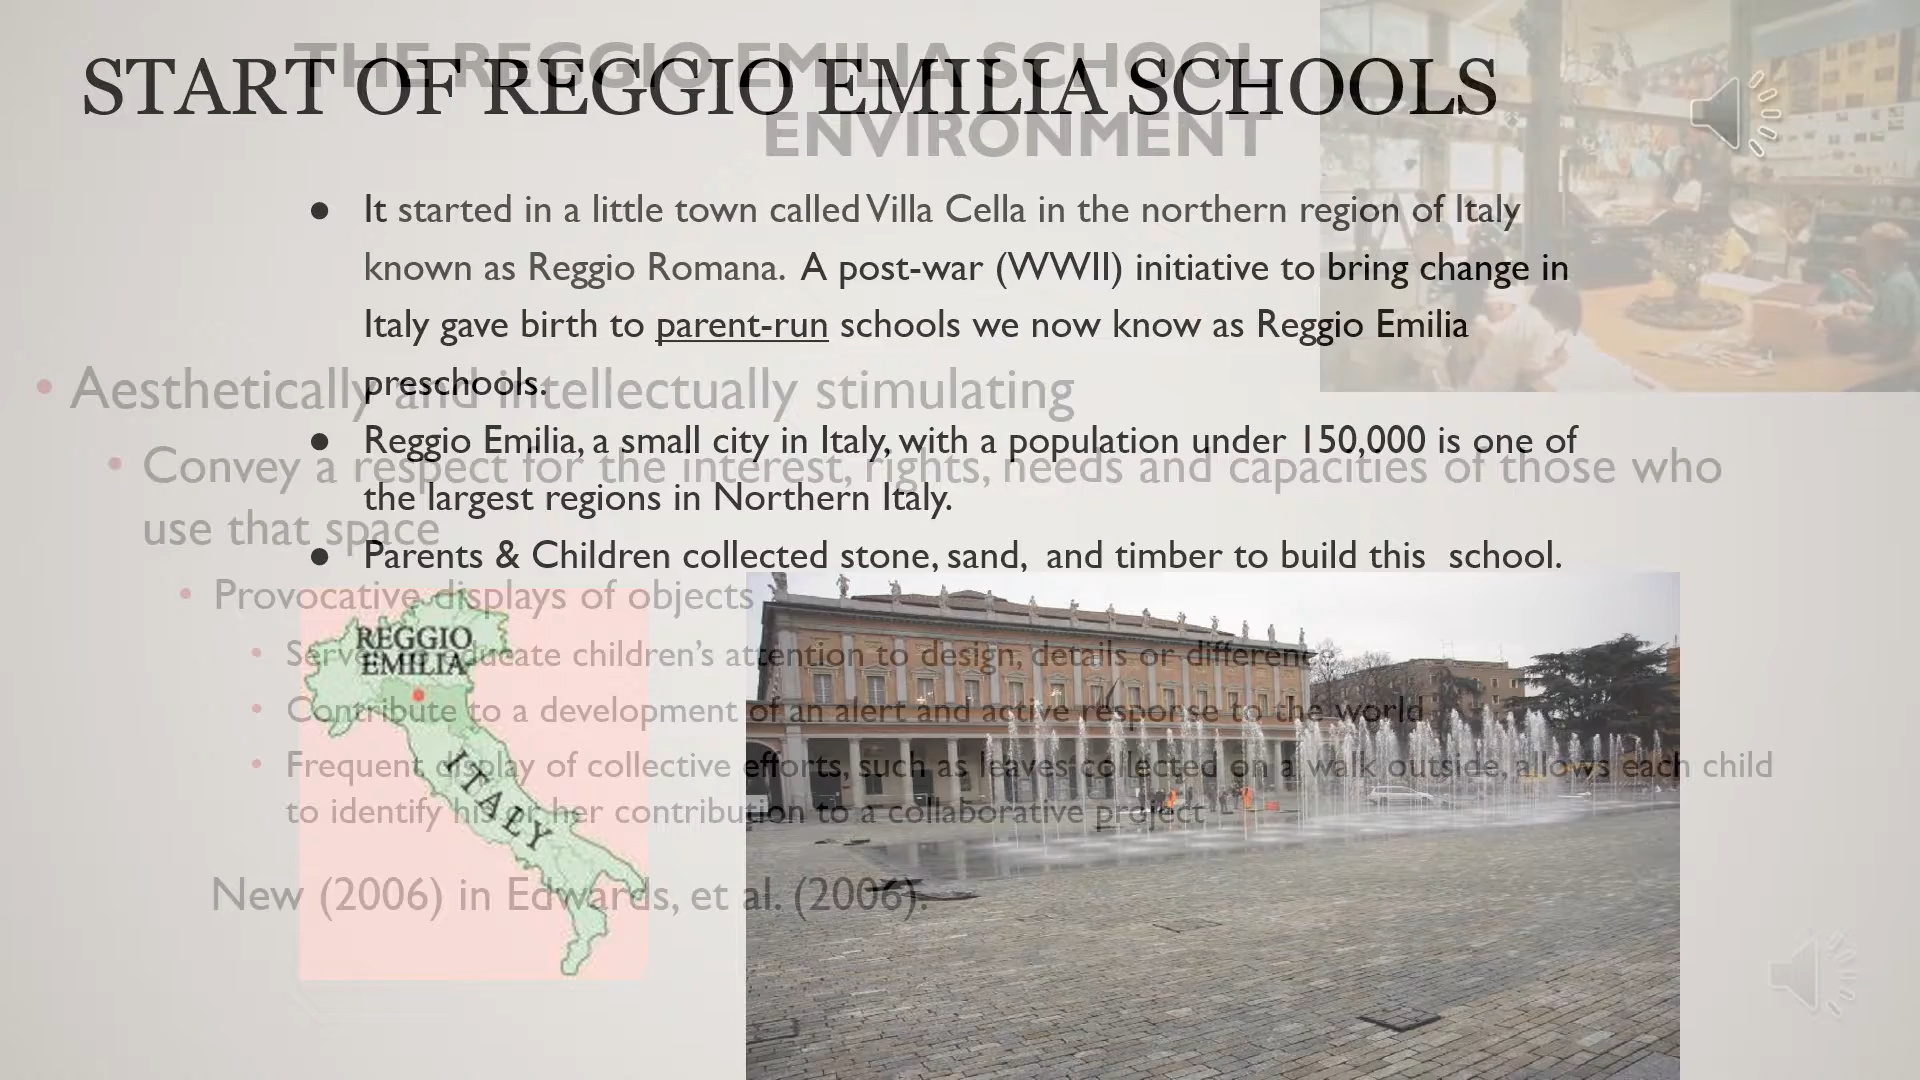 START OF REGGIO EMILIA SCHOOLS
● It started in a little town called Villa Cella in the northern region of Italy
known as Reggio Romana. A post-war (WWII) initiative to bring change in
Italy gave birth to parent-run schools we now know as Reggio Emilia
preschools.
● Reggio Emilia, a small city in Italy, with a population under 150,000 is one of
the largest regions in Northern Italy.
● Parents & Children collected stone, sand, and timber to build this school.
REGGIO
EMILIA
ITALY
THE REGGIO EMILIA SCHOOL
ENVIRONMENT
• Aesthetically and intellectually stimulating
• Convey a respect for the interest, rights, needs and capacities of those who
use that space
• Provocative displays of objects
• children's attention to design, details or difference
• Contribute to a development of an alert and active response to the world
• Frequent display of collective efforts, such as leaves collected on a walk outside, allows each child
to identify his or her contribution to a collaborative project
New (2006) in Edwards, et al. (2006).